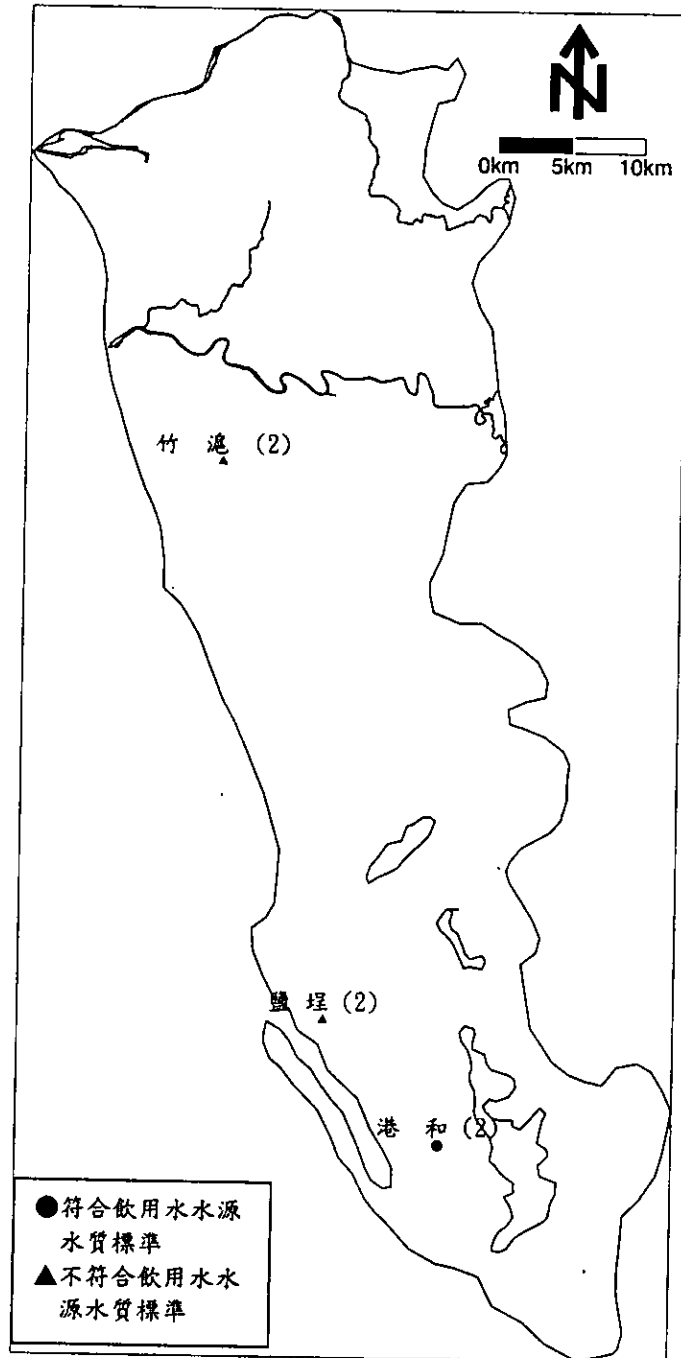 N
0km 5km 10km
竹 滬 (2)
鹽 埕 (2)
港 和 (2)
●符合飲用水水源
水質標準
▲不符合飲用水水
源水質標準